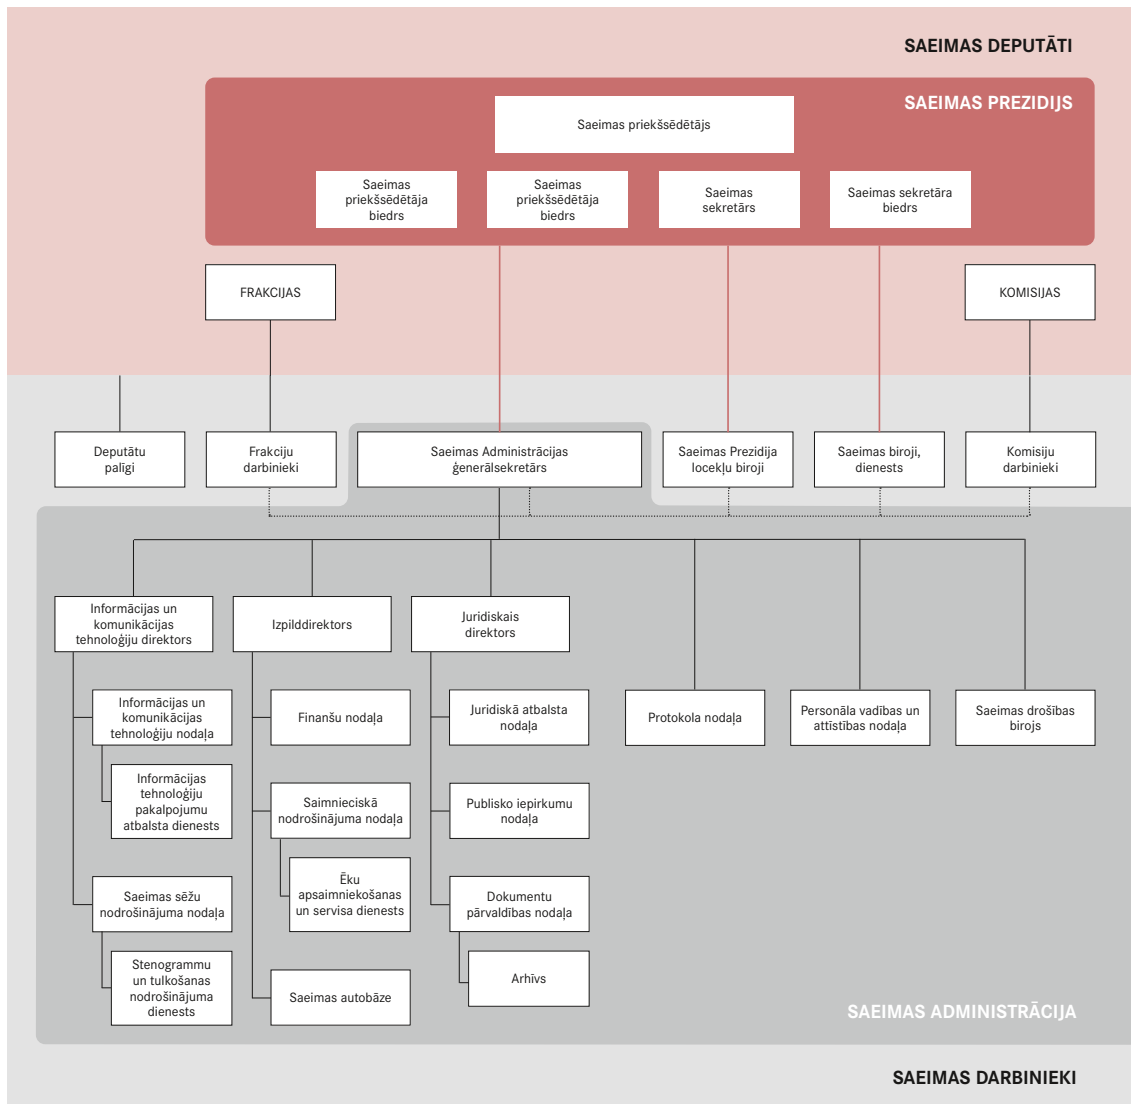 SAEIMAS DEPUTĀTI
SAEIMAS PREZIDIJS
Saeimas priekšsēdētājs
Saeimas
priekšsēdētāja
biedrs
Saeimas
priekšsēdētāja
biedrs
Saeimas
sekretārs
Saeimas sekretāra
biedrs
FRAKCIJAS
KOMISIJAS
Deputātu
palīgi
Frakciju
darbinieki
Saeimas Administrācijas
ģenerālsekretārs
Saeimas Prezidija
locekļu biroji
Saeimas biroji,
dienests
Komisiju
darbinieki
Informācijas un
komunikācijas
tehnoloģiju direktors
Izpilddirektors
Juridiskais
direktors
Informācijas un
komunikācijas
tehnoloģiju nodaļa
Finanšu nodaļa
Juridiskā atbalsta
nodaļa
Protokola nodaļa
Personāla vadības un
attīstības nodaļa
Saeimas drošības
birojs
Informācijas
tehnoloģiju
pakalpojumu
atbalsta dienests
Saimnieciskā
nodrošinājuma nodaļa
Publisko iepirkumu
nodaļa
Ēku
apsaimniekošanas
un servisa dienests
Saeimas sēžu
nodrošinājuma nodaļa
Dokumentu
pārvaldības nodaļa
Stenogrammu
un tulkošanas
nodrošinājuma
dienests
Saeimas autobāze
Arhīvs
SAEIMAS ADMINISTRĀCIJA
SAEIMAS DARBINIEKI